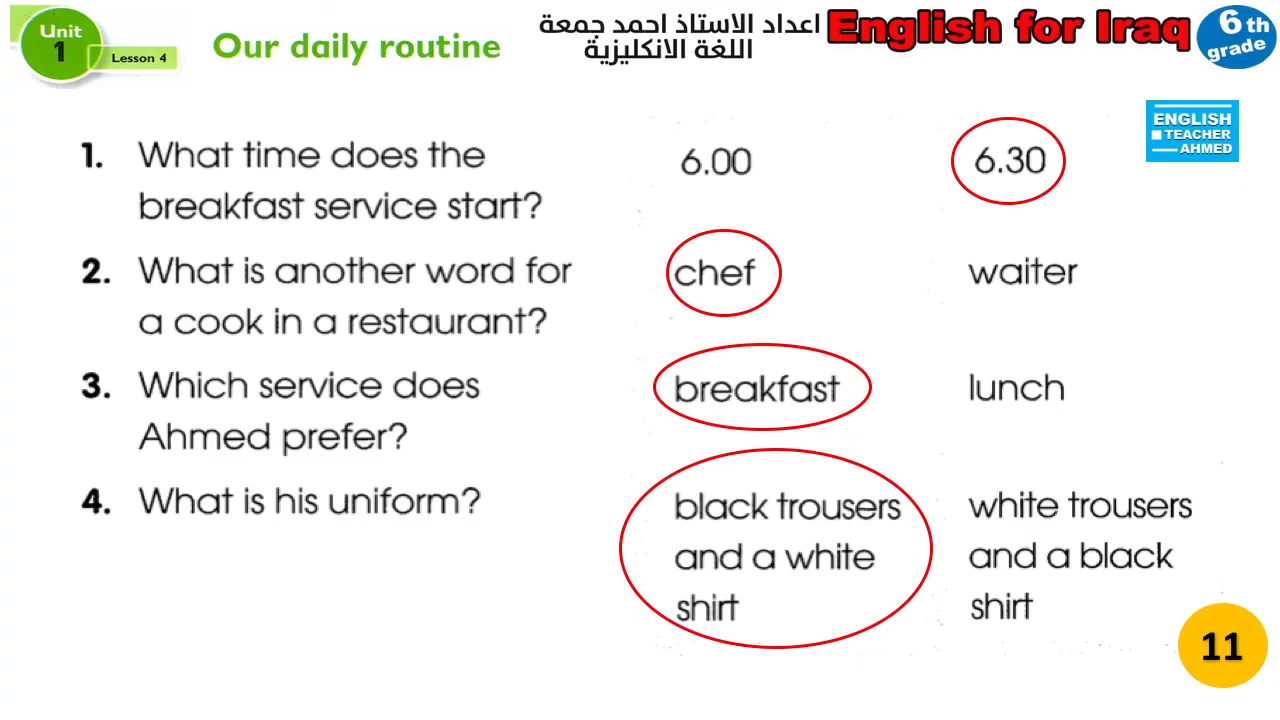 Unit
1
Lesson 4
Our daily routine
اعداد الاستاذ احمد جمعة
اللغة الانكليزية
English for Iraq
6 th
grade
ENGLISH
TEACHER
AHMED
1. What time does the
breakfast service start?
6.00
6.30
2. What is another word for
a cook in a restaurant?
chef
waiter
3. Which service does
Ahmed prefer?
breakfast
lunch
4. What is his uniform?
black trousers
and a white
shirt
white trousers
and a black
shirt
11